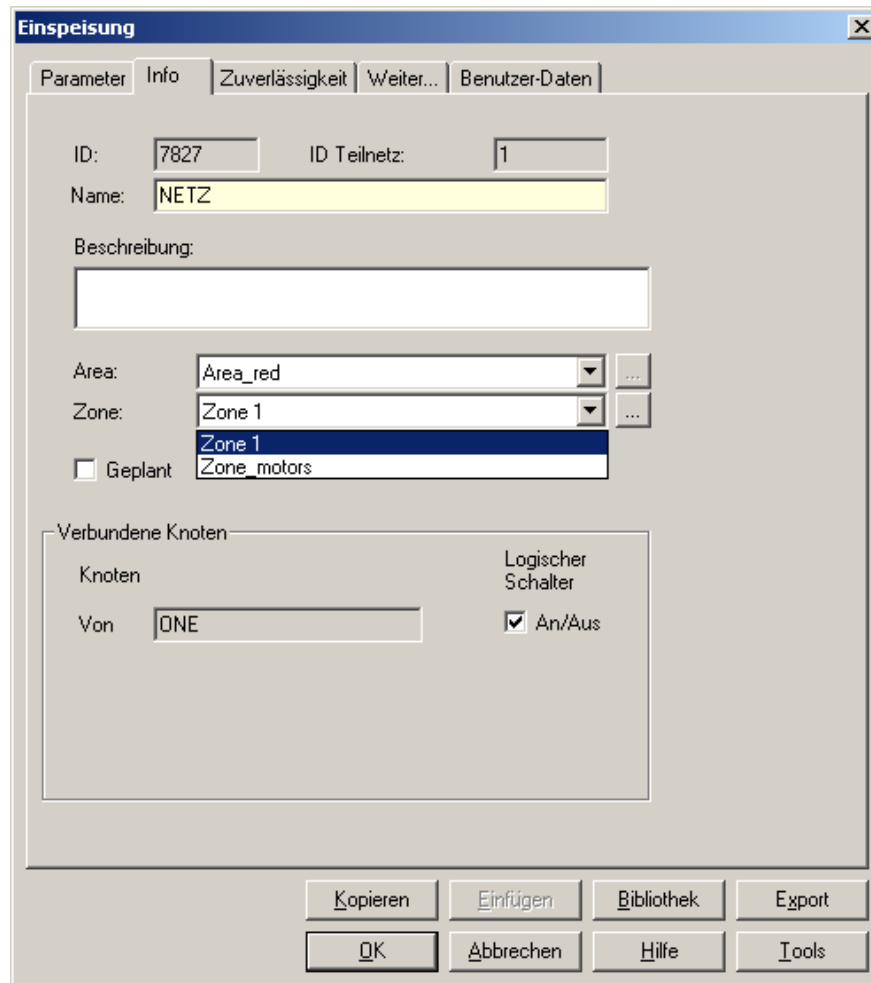 Einspeisung
Parameter Info Zuverlässigkeit Weiter... Benutzer-Daten
ID: 7827 ID Teilnetz: 1
Name: NETZ
Beschreibung:
Area: Area_red ...
Zone: Zone 1 ...
Zone 1
Zone_motors
Geplant
Verbundene Knoten
Knoten Logischer
Schalter
Von ONE An/Aus
Kopieren Einfügen Bibliothek Export
OK Abbrechen Hilfe Tools